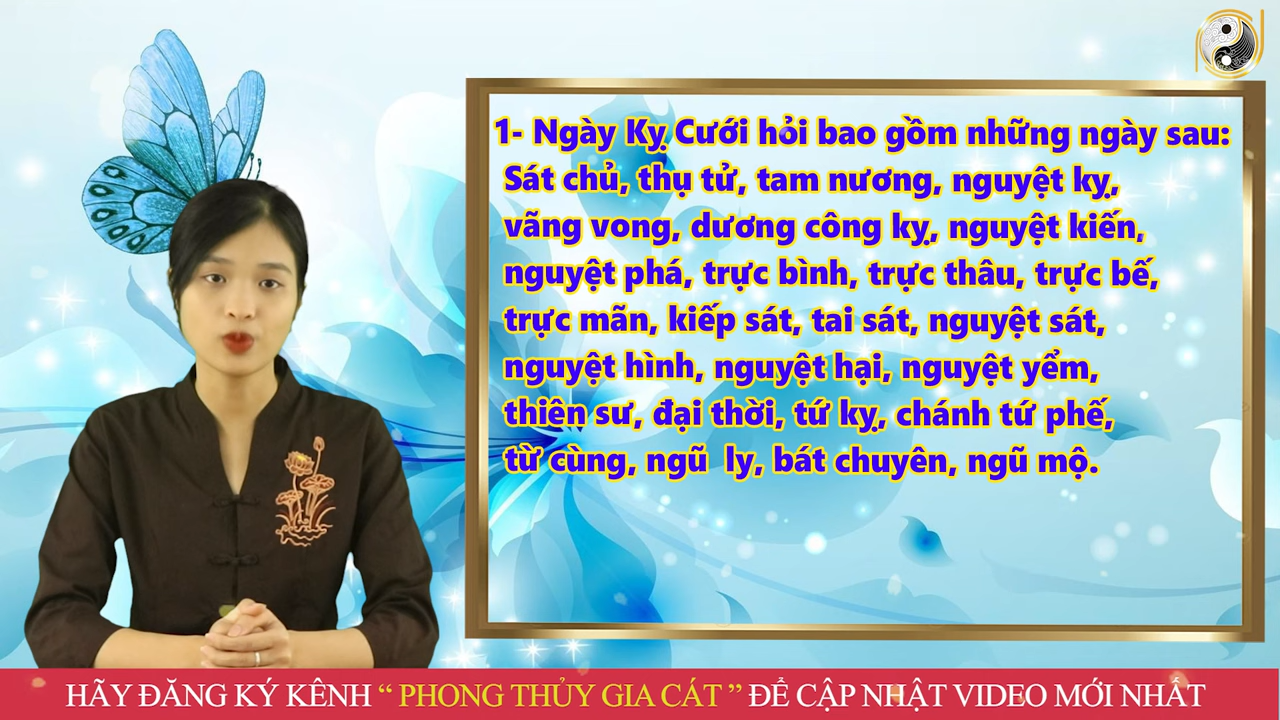 1- Ngày Kỵ Cưới hỏi bao gồm những ngày sau:
Sát chủ, thụ tử, tam nương, nguyệt kỵ,
vãng vong, dương công kỵ, nguyệt kiến,
nguyệt phá, trực bình, trực thâu, trực bế,
trực mãn, kiếp sát, tai sát, nguyệt sát,
nguyệt hình, nguyệt hại, nguyệt yểm,
thiên sư, đại thời, tứ kỵ, chánh tứ phế,
từ cùng, ngũ ly, bát chuyên, ngũ mộ.
HÃY ĐĂNG KÝ KÊNH “ PHONG THỦY GIA CÁT ” ĐỂ CẬP NHẬT VIDEO MỚI NHẤT